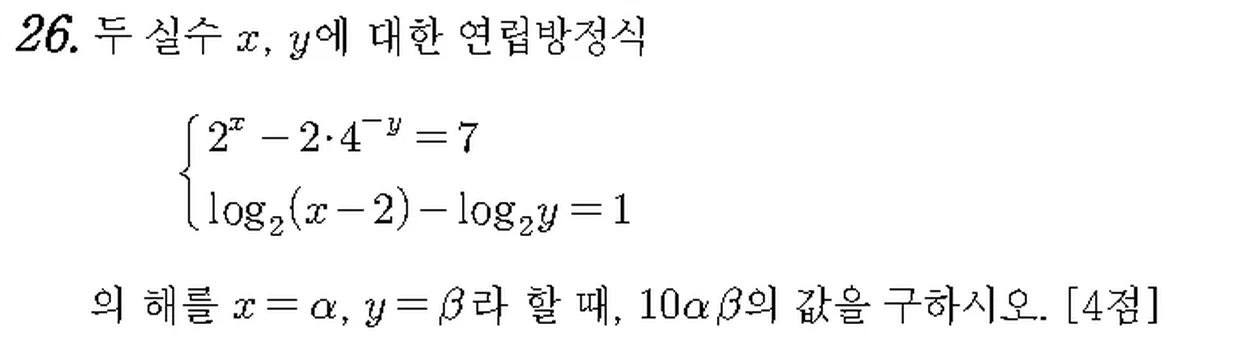 26. 두 실수 x, y에 대한 연립방정식
2^x − 2·4^{−y} = 7
log₂(x−2) − log₂y = 1
의 해를 x = α, y = β라 할 때, 10αβ의 값을 구하시오. [4점]